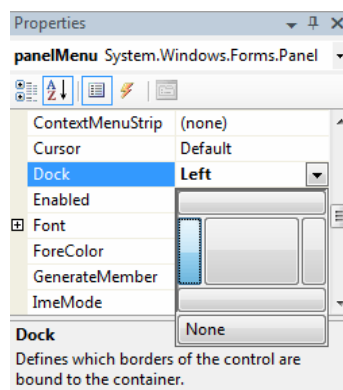 Properties
panelMenu System.Windows.Forms.Panel
ContextMenuStrip (none)
Cursor Default
Dock Left
Enabled
Font
ForeColor
GenerateMember
ImeMode
None
Dock
Defines which borders of the control are
bound to the container.